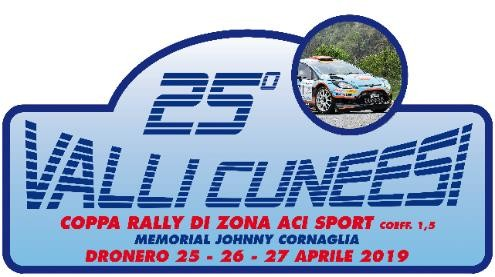 25°
VALLI CUNEESI
COPPA RALLY DI ZONA ACI SPORT COEFF. 1,5
MEMORIAL JOHNNY CORNAGLIA
DRONERO 25 - 26 - 27 APRILE 2019